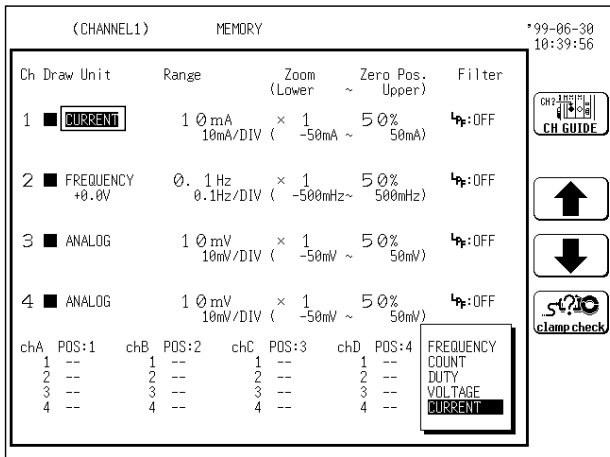 (CHANNEL1) MEMORY '99-06-30
10:39:56
Ch Draw Unit Range Zoom Zero Pos. Filter
(Lower ~ Upper)
1 CURRENT 10mA × 1 50% LPF:OFF
10mA/DIV ( -50mA ~ 50mA)
2 FREQUENCY 0. 1Hz × 1 50% LPF:OFF
+0.0V 0.1Hz/DIV ( -500mHz~ 500mHz)
3 ANALOG 10mV × 1 50% LPF:OFF
10mV/DIV ( -50mV ~ 50mV)
4 ANALOG 10mV × 1 50% LPF:OFF
10mV/DIV ( -50mV ~ 50mV)
chA POS:1 chB POS:2 chC POS:3 chD POS:4
1 -- 1 -- 1 -- 1 --
2 -- 2 -- 2 -- 2 --
3 -- 3 -- 3 -- 3 --
4 -- 4 -- 4 -- 4 --
FREQUENCY
COUNT
DUTY
VOLTAGE
CURRENT
CH?
CH GUIDE
clamp check